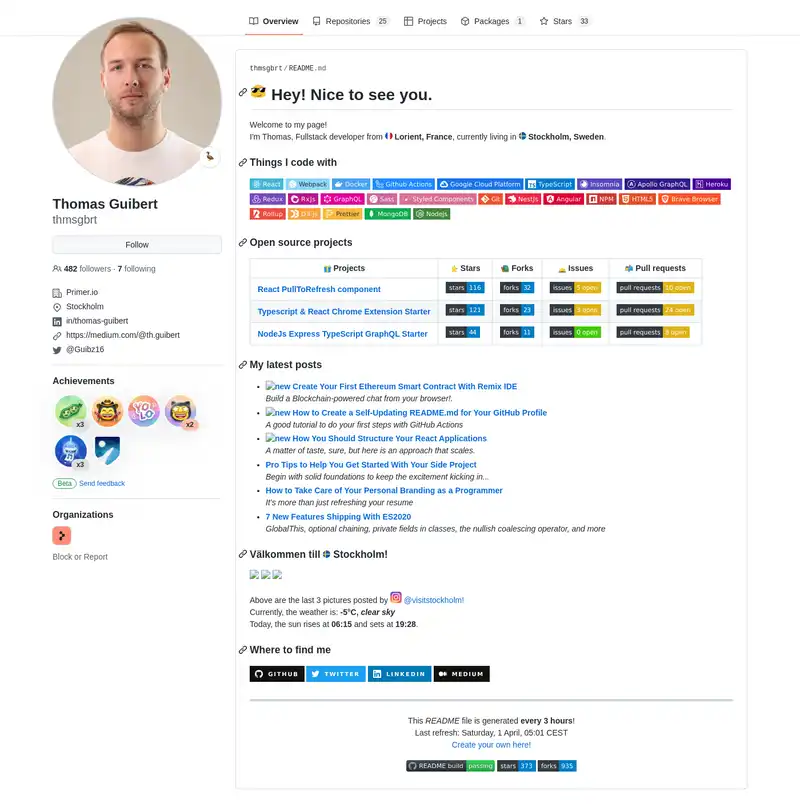 Overview
Repositories 25
Projects
Packages 1
Stars 33
Thomas Guibert
thmsgbrt
Follow
482 followers · 7 following
Primer.io
Stockholm
in/thomas-guibert
https://medium.com/@th.guibert
@Guibz16
Achievements
x3
YOLO
x2
x3
Beta Send feedback
Organizations
Block or Report
thmsgbrt/README.md
Hey! Nice to see you.
Welcome to my page!
I'm Thomas, Fullstack developer from Lorient, France, currently living in Stockholm, Sweden.
Things I code with
React Webpack Docker Github Actions Google Cloud Platform TypeScript Insomnia Apollo GraphQL Heroku
Redux RxJs GraphQL Sass Styled Components Git NestJs Angular NPM HTML5 Brave Browser
Rollup D3.js Prettier MongoDB Nodejs
Open source projects
Projects Stars Forks Issues Pull requests
React PullToRefresh component stars 116 forks 32 issues 5 open pull requests 10 open
Typescript & React Chrome Extension Starter stars 121 forks 23 issues 3 open pull requests 24 open
NodeJs Express TypeScript GraphQL Starter stars 44 forks 11 issues 0 open pull requests 8 open
My latest posts
new Create Your First Ethereum Smart Contract With Remix IDE
Build a Blockchain-powered chat from your browser!.
new How to Create a Self-Updating README.md for Your GitHub Profile
A good tutorial to do your first steps with GitHub Actions
new How You Should Structure Your React Applications
A matter of taste, sure, but here is an approach that scales.
Pro Tips to Help You Get Started With Your Side Project
Begin with solid foundations to keep the excitement kicking in...
How to Take Care of Your Personal Branding as a Programmer
It's more than just refreshing your resume
7 New Features Shipping With ES2020
GlobalThis, optional chaining, private fields in classes, the nullish coalescing operator, and more
Välkommen till Stockholm!
Above are the last 3 pictures posted by @visitstockholm!
Currently, the weather is: -5°C, clear sky
Today, the sun rises at 06:15 and sets at 19:28.
Where to find me
GITHUB TWITTER LINKEDIN MEDIUM
This README file is generated every 3 hours!
Last refresh: Saturday, 1 April, 05:01 CEST
Create your own here!
README build passing stars 373 forks 935